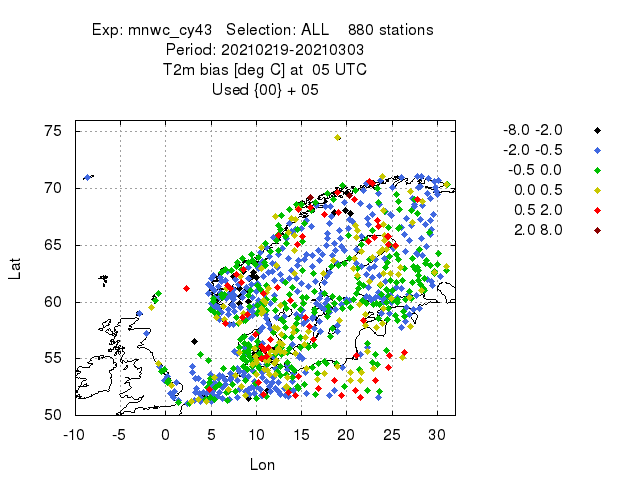 Exp: mnwc_cy43 Selection: ALL 880 stations
Period: 20210219-20210303
T2m bias [deg C] at 05 UTC
Used {00} + 05
75
70
65
60
55
50
Lat
-10 -5 0 5 10 15 20 25 30
Lon
-8.0 -2.0
-2.0 -0.5
-0.5 0.0
0.0 0.5
0.5 2.0
2.0 8.0